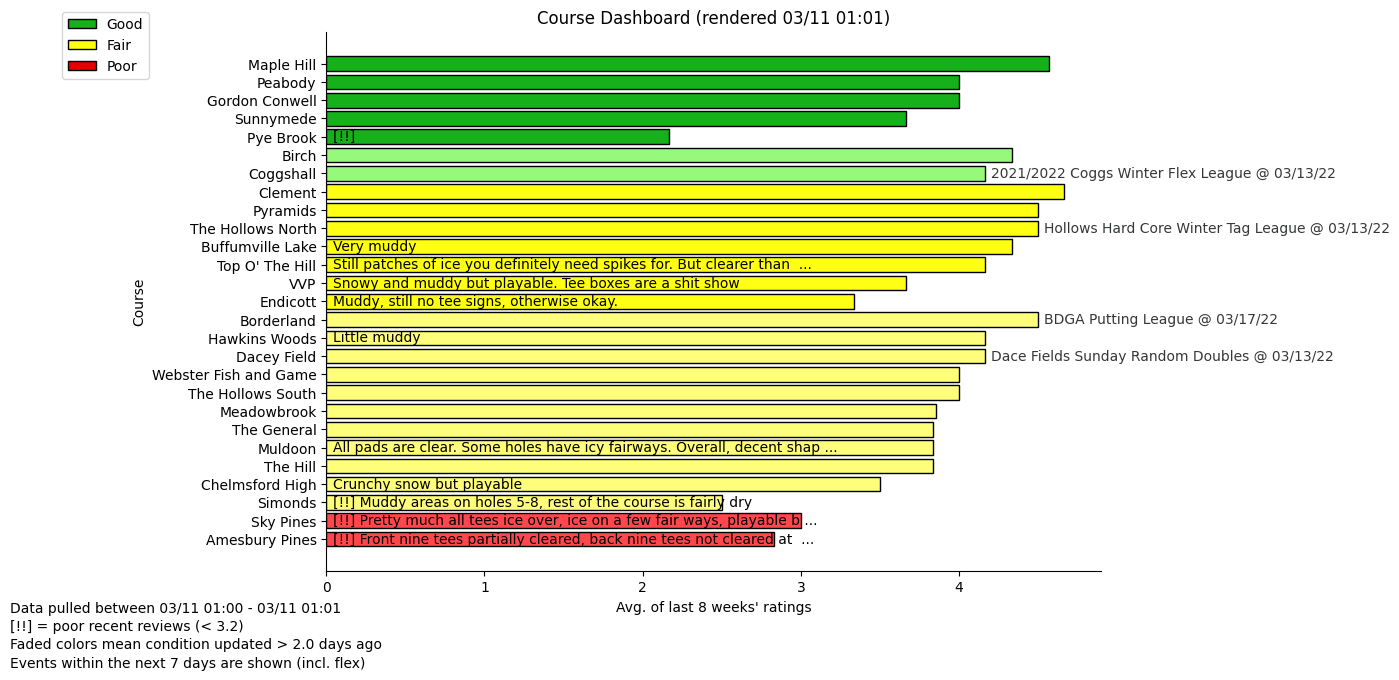 Course Dashboard (rendered 03/11 01:01)
Good
Fair
Poor
Course
Maple Hill
Peabody
Gordon Conwell
Sunnymede
Pye Brook [!!]
Birch
Coggshall 2021/2022 Coggs Winter Flex League @ 03/13/22
Clement
Pyramids
The Hollows North Hollows Hard Core Winter Tag League @ 03/13/22
Buffumville Lake Very muddy
Top O' The Hill Still patches of ice you definitely need spikes for. But clearer than  ...
VVP Snowy and muddy but playable. Tee boxes are a shit show
Endicott Muddy, still no tee signs, otherwise okay.
Borderland BDGA Putting League @ 03/17/22
Hawkins Woods Little muddy
Dacey Field Dace Fields Sunday Random Doubles @ 03/13/22
Webster Fish and Game
The Hollows South
Meadowbrook
The General
Muldoon All pads are clear. Some holes have icy fairways. Overall, decent shap ...
The Hill
Chelmsford High Crunchy snow but playable
Simonds [!!] Muddy areas on holes 5-8, rest of the course is fairly dry
Sky Pines [!!] Pretty much all tees ice over, ice on a few fair ways, playable b ...
Amesbury Pines [!!] Front nine tees partially cleared, back nine tees not cleared at  ...
0 1 2 3 4
Avg. of last 8 weeks' ratings
Data pulled between 03/11 01:00 - 03/11 01:01
[!!] = poor recent reviews (< 3.2)
Faded colors mean condition updated > 2.0 days ago
Events within the next 7 days are shown (incl. flex)